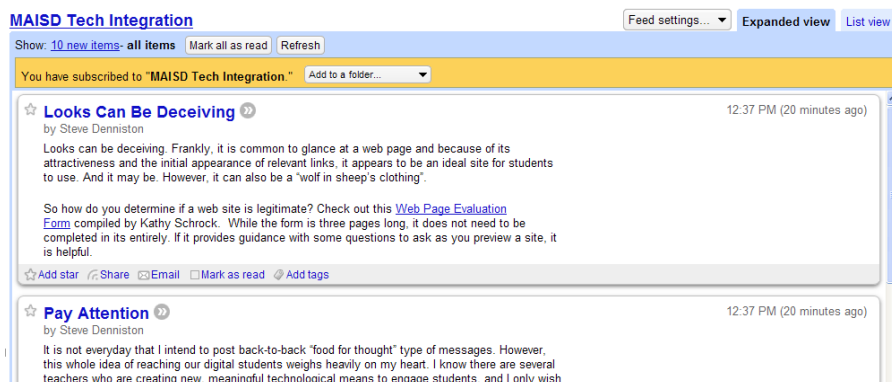 MAISD Tech Integration
Feed settings... Expanded view List view
Show: 10 new items- all items Mark all as read Refresh
You have subscribed to "MAISD Tech Integration." Add to a folder...
Looks Can Be Deceiving 12:37 PM (20 minutes ago)
by Steve Denniston
Looks can be deceiving. Frankly, it is common to glance at a web page and because of its
attractiveness and the initial appearance of relevant links, it appears to be an ideal site for students
to use. And it may be. However, it can also be a “wolf in sheep’s clothing”.
So how do you determine if a web site is legitimate? Check out this Web Page Evaluation
Form compiled by Kathy Schrock. While the form is three pages long, it does not need to be
completed in its entirely. If it provides guidance with some questions to ask as you preview a site, it
is helpful.
Add star Share Email Mark as read Add tags
Pay Attention 12:37 PM (20 minutes ago)
by Steve Denniston
It is not everyday that I intend to post back-to-back “food for thought” type of messages. However,
this whole idea of reaching our digital students weighs heavily on my heart. I know there are several
teachers who are creating new, meaningful technological means to engage students, and I only wish